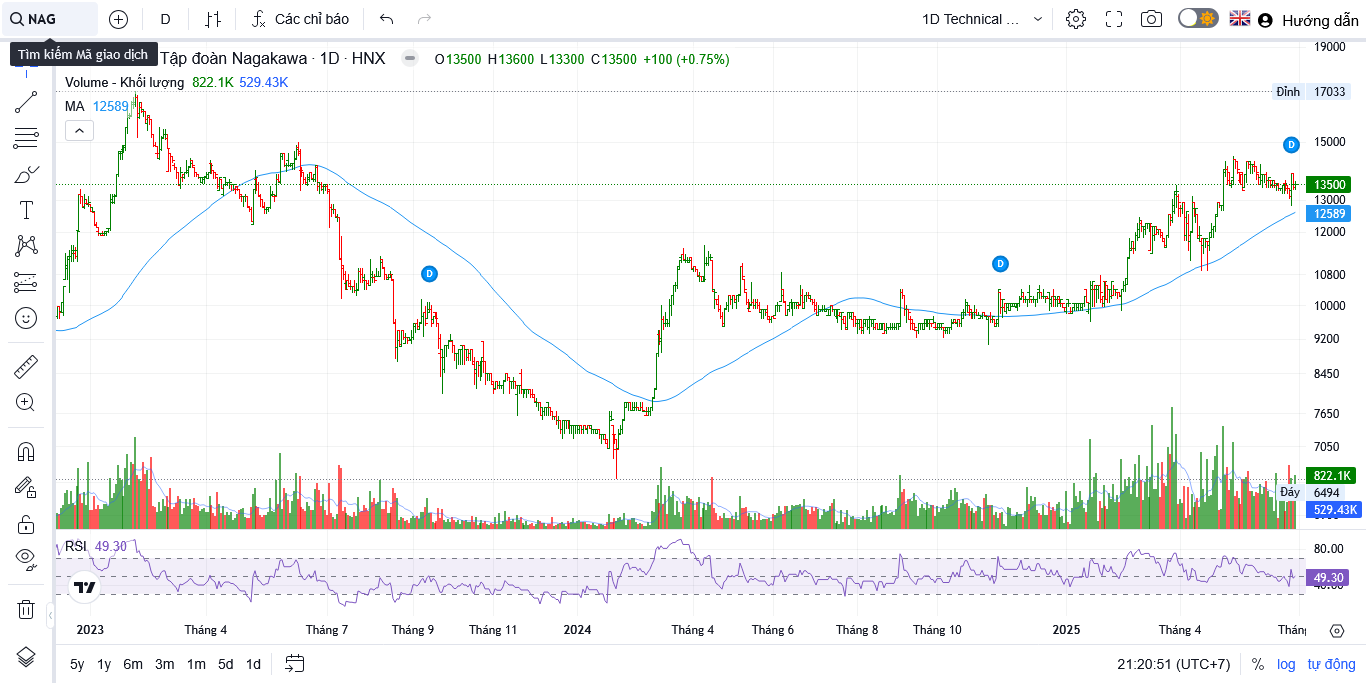 NAG
D
Các chỉ báo
1D Technical ...
Hướng dẫn
Tìm kiếm Mã giao dịch
Tập đoàn Nagakawa · 1D · HNX
O13500 H13600 L13300 C13500 +100 (+0.75%)
Volume - Khối lượng 822.1K 529.43K
MA 12589
19000
Đỉnh 17033
15000
D
13500
13000
12589
12000
D
D
10800
10000
9200
8450
7650
7050
822.1K
Đáy 6494
529.43K
RSI 49.30
80.00
49.30
40.00
2023 Tháng 4 Tháng 7 Tháng 9 Tháng 11 2024 Tháng 4 Tháng 6 Tháng 8 Tháng 10 2025 Tháng 4 Tháng
5y 1y 6m 3m 1m 5d 1d
21:20:51 (UTC+7) % log tự động